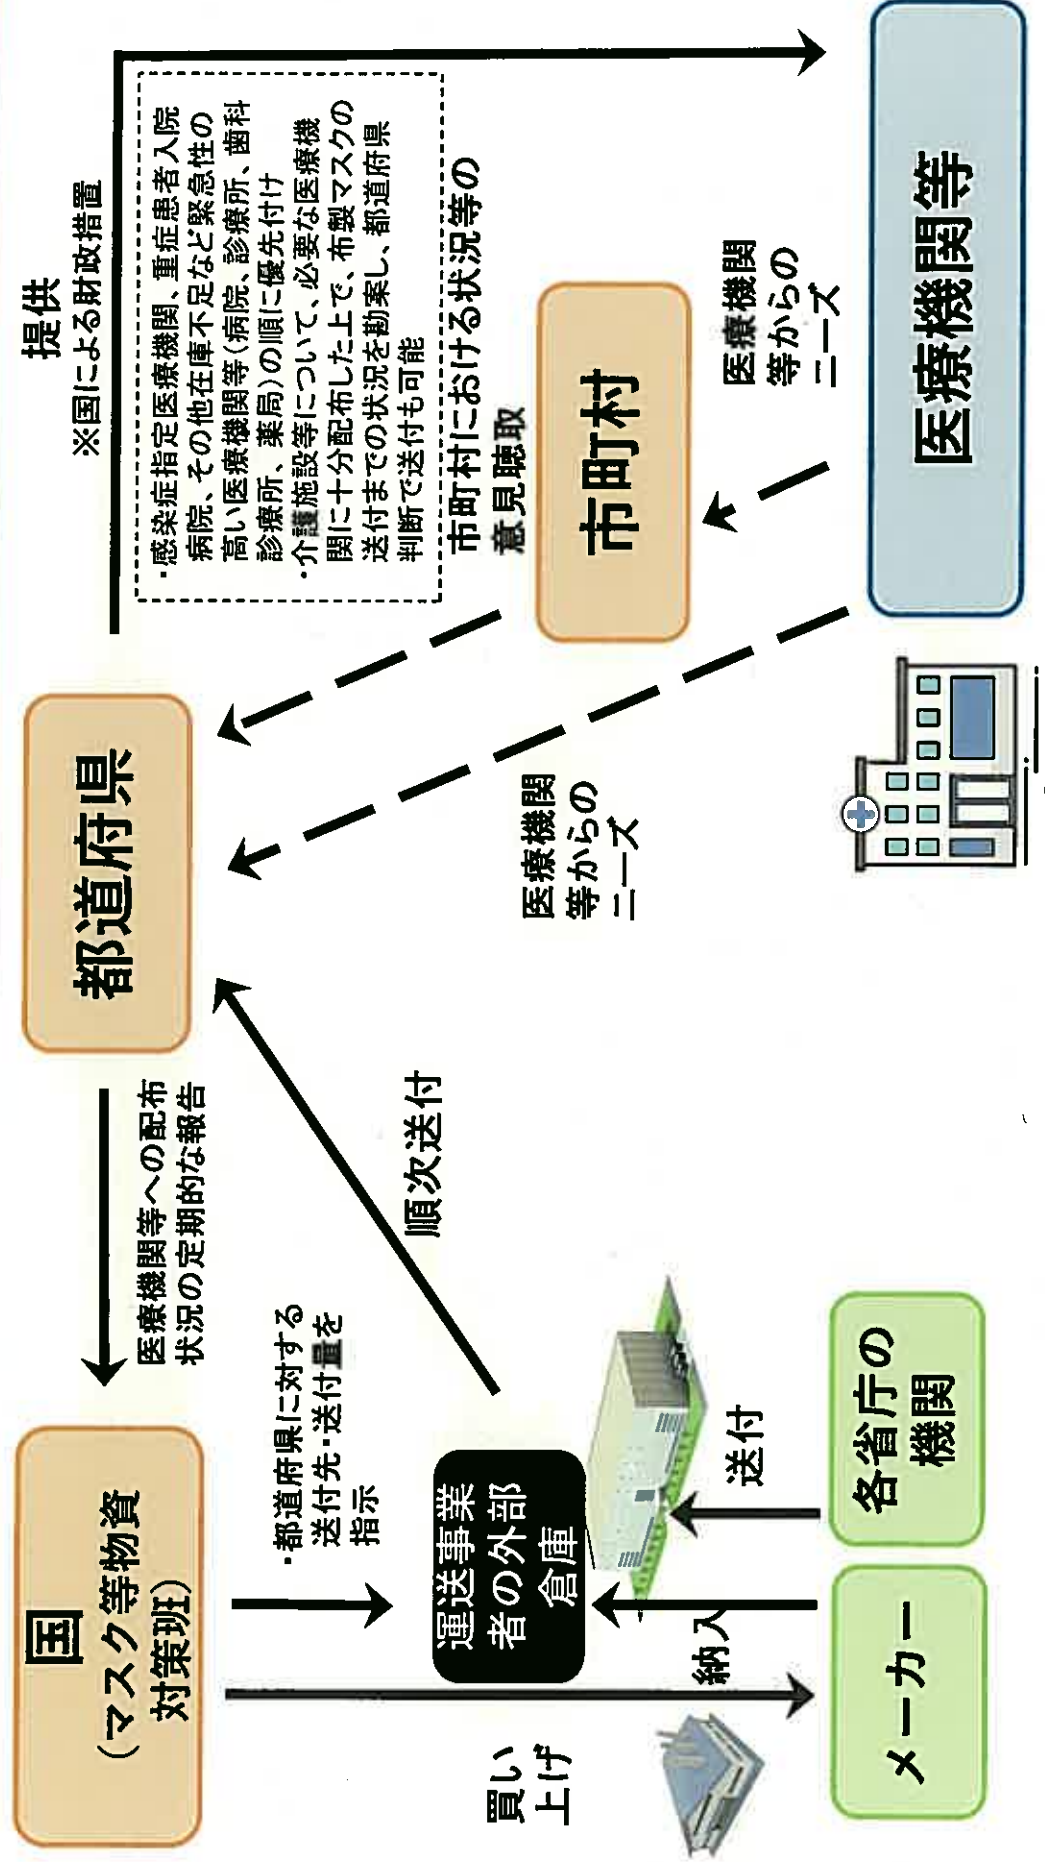 国
（マスク等物資
対策班）
医療機関等への配布
状況の定期的な報告
都道府県
提供
※国による財政措置
・感染症指定医療機関、重症患者入院
病院、その他在庫不足など緊急性の
高い医療機関等（病院、診療所、歯科
診療所、薬局）の順に優先付け
・介護施設等について、必要な医療機
関に十分配布した上で、布製マスクの
送付までの状況を勘案し、都道府県
判断で送付も可能
市町村における状況等の
意見聴取
・都道府県に対する
送付先・送付量を
指示
順次送付
運送事業
者の外部
倉庫
買い
上げ
納入
送付
医療機関
等からの
ニーズ
市町村
医療機関
等からの
ニーズ
メーカー
各省庁の
機関
医療機関等